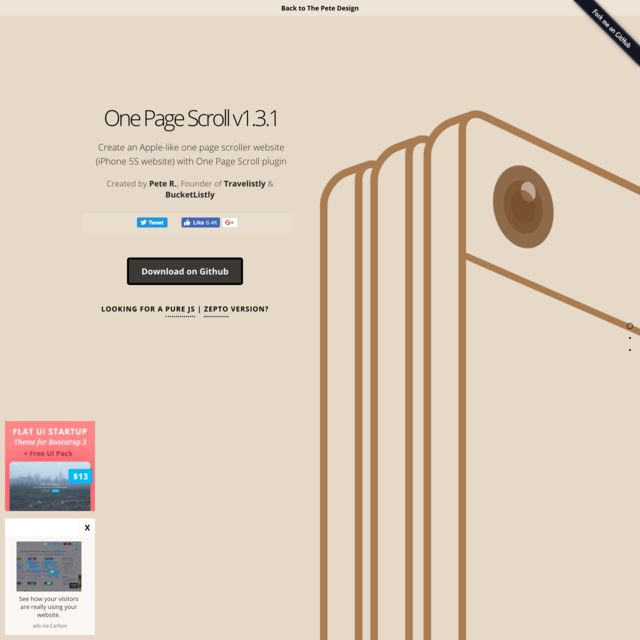 Back to The Pete Design
Fork me on GitHub
One Page Scroll v1.3.1
Create an Apple-like one page scroller website
(iPhone 5S website) with One Page Scroll plugin
Created by Pete R., Founder of Travelistly &
BucketListly
Tweet
Like 8.4K
G+
Download on Github
LOOKING FOR A PURE JS | ZEPTO VERSION?
FLAT UI STARTUP
Theme for Bootstrap 3
+ Free UI Pack
$13
X
See how your visitors
are really using your
website.
ads via Carbon